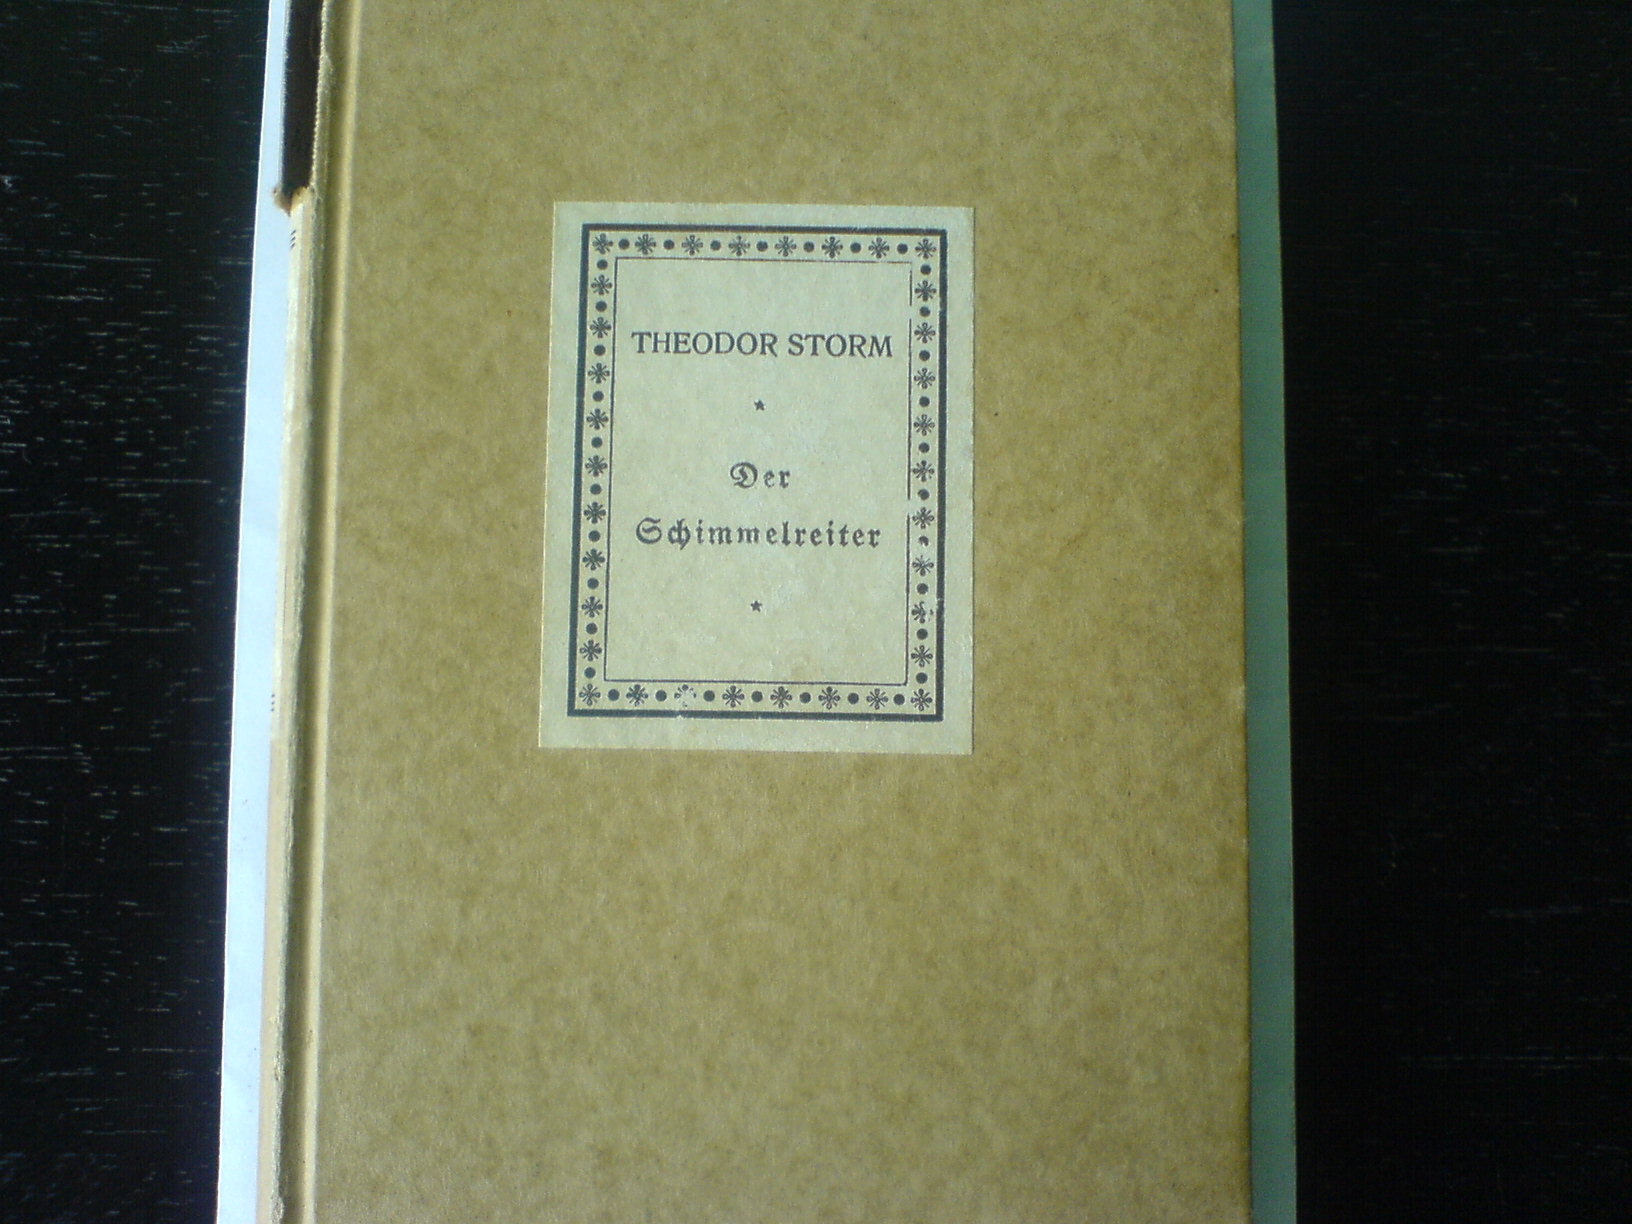 THEODOR STORM
Der
Schimmelreiter